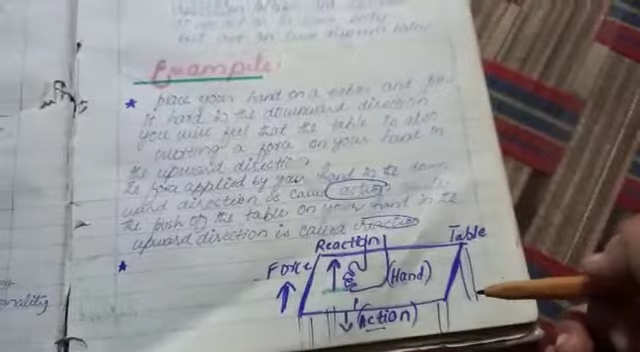 Example:
* place your hand on a table and
it hard in the downward direction
you will feel that the table is also
exerting a force on your hand in
the upward direction
the force applied by your hand in the down
ward direction is called action
the push of the table on your hand in the
upward direction is called reaction
*
Reaction
Table
Force
(Hand)
(Action)